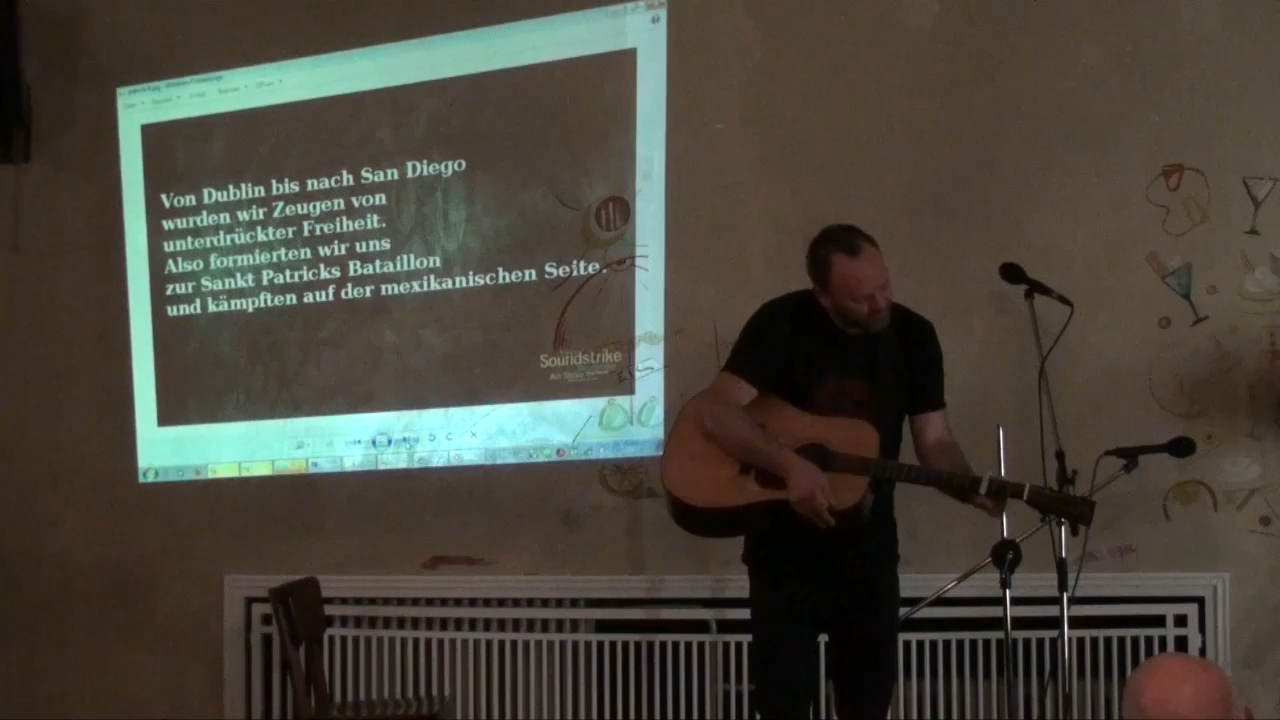 Von Dublin bis nach San Diego
wurden wir Zeugen von
unterdrückter Freiheit.
Also formierten wir uns
zur Sankt Patricks Bataillon
und kämpften auf der mexikanischen Seite.
Soundstrike